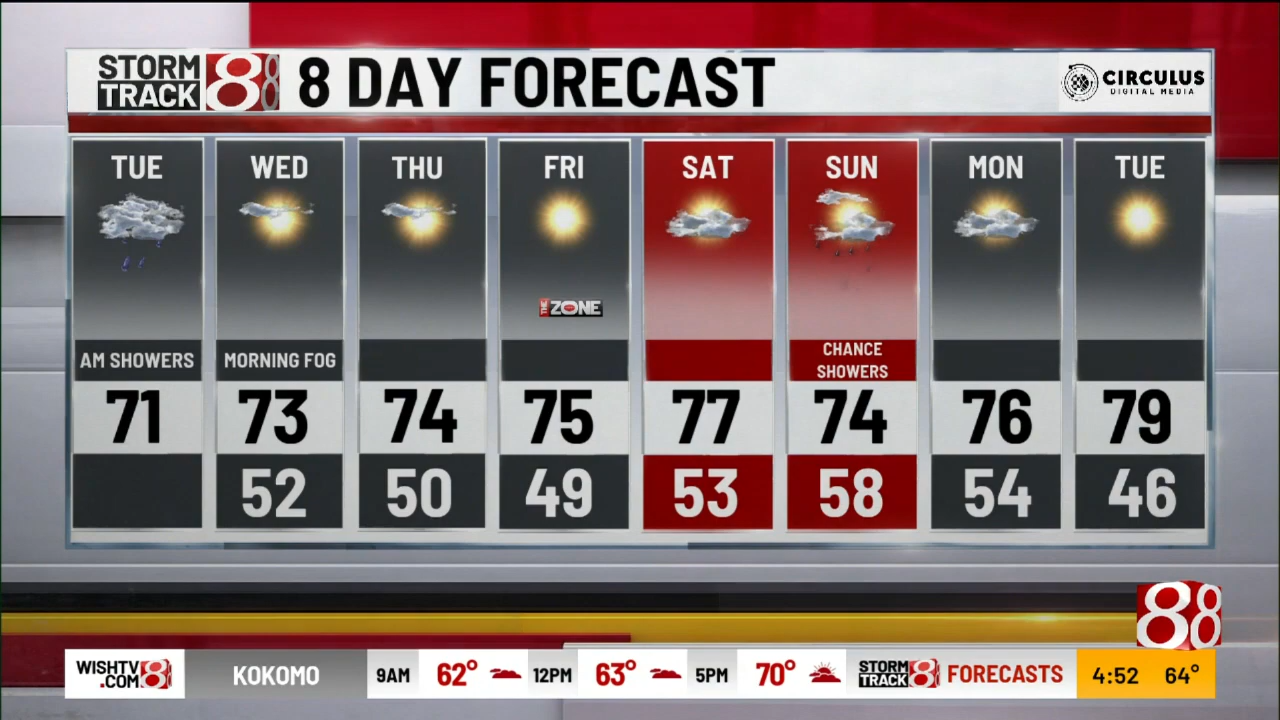 STORM TRACK 8 8 8 DAY FORECAST
CIRCULUS
DIGITAL MEDIA
TUE WED THU FRI SAT SUN MON TUE
THE ZONE
AM SHOWERS MORNING FOG CHANCE SHOWERS
71 73 74 75 77 74 76 79
52 50 49 53 58 54 46
8 8
WISHTV.COM 8 KOKOMO 9AM 62° 12PM 63° 5PM 70° STORM TRACK 8 FORECASTS 4:52 64°